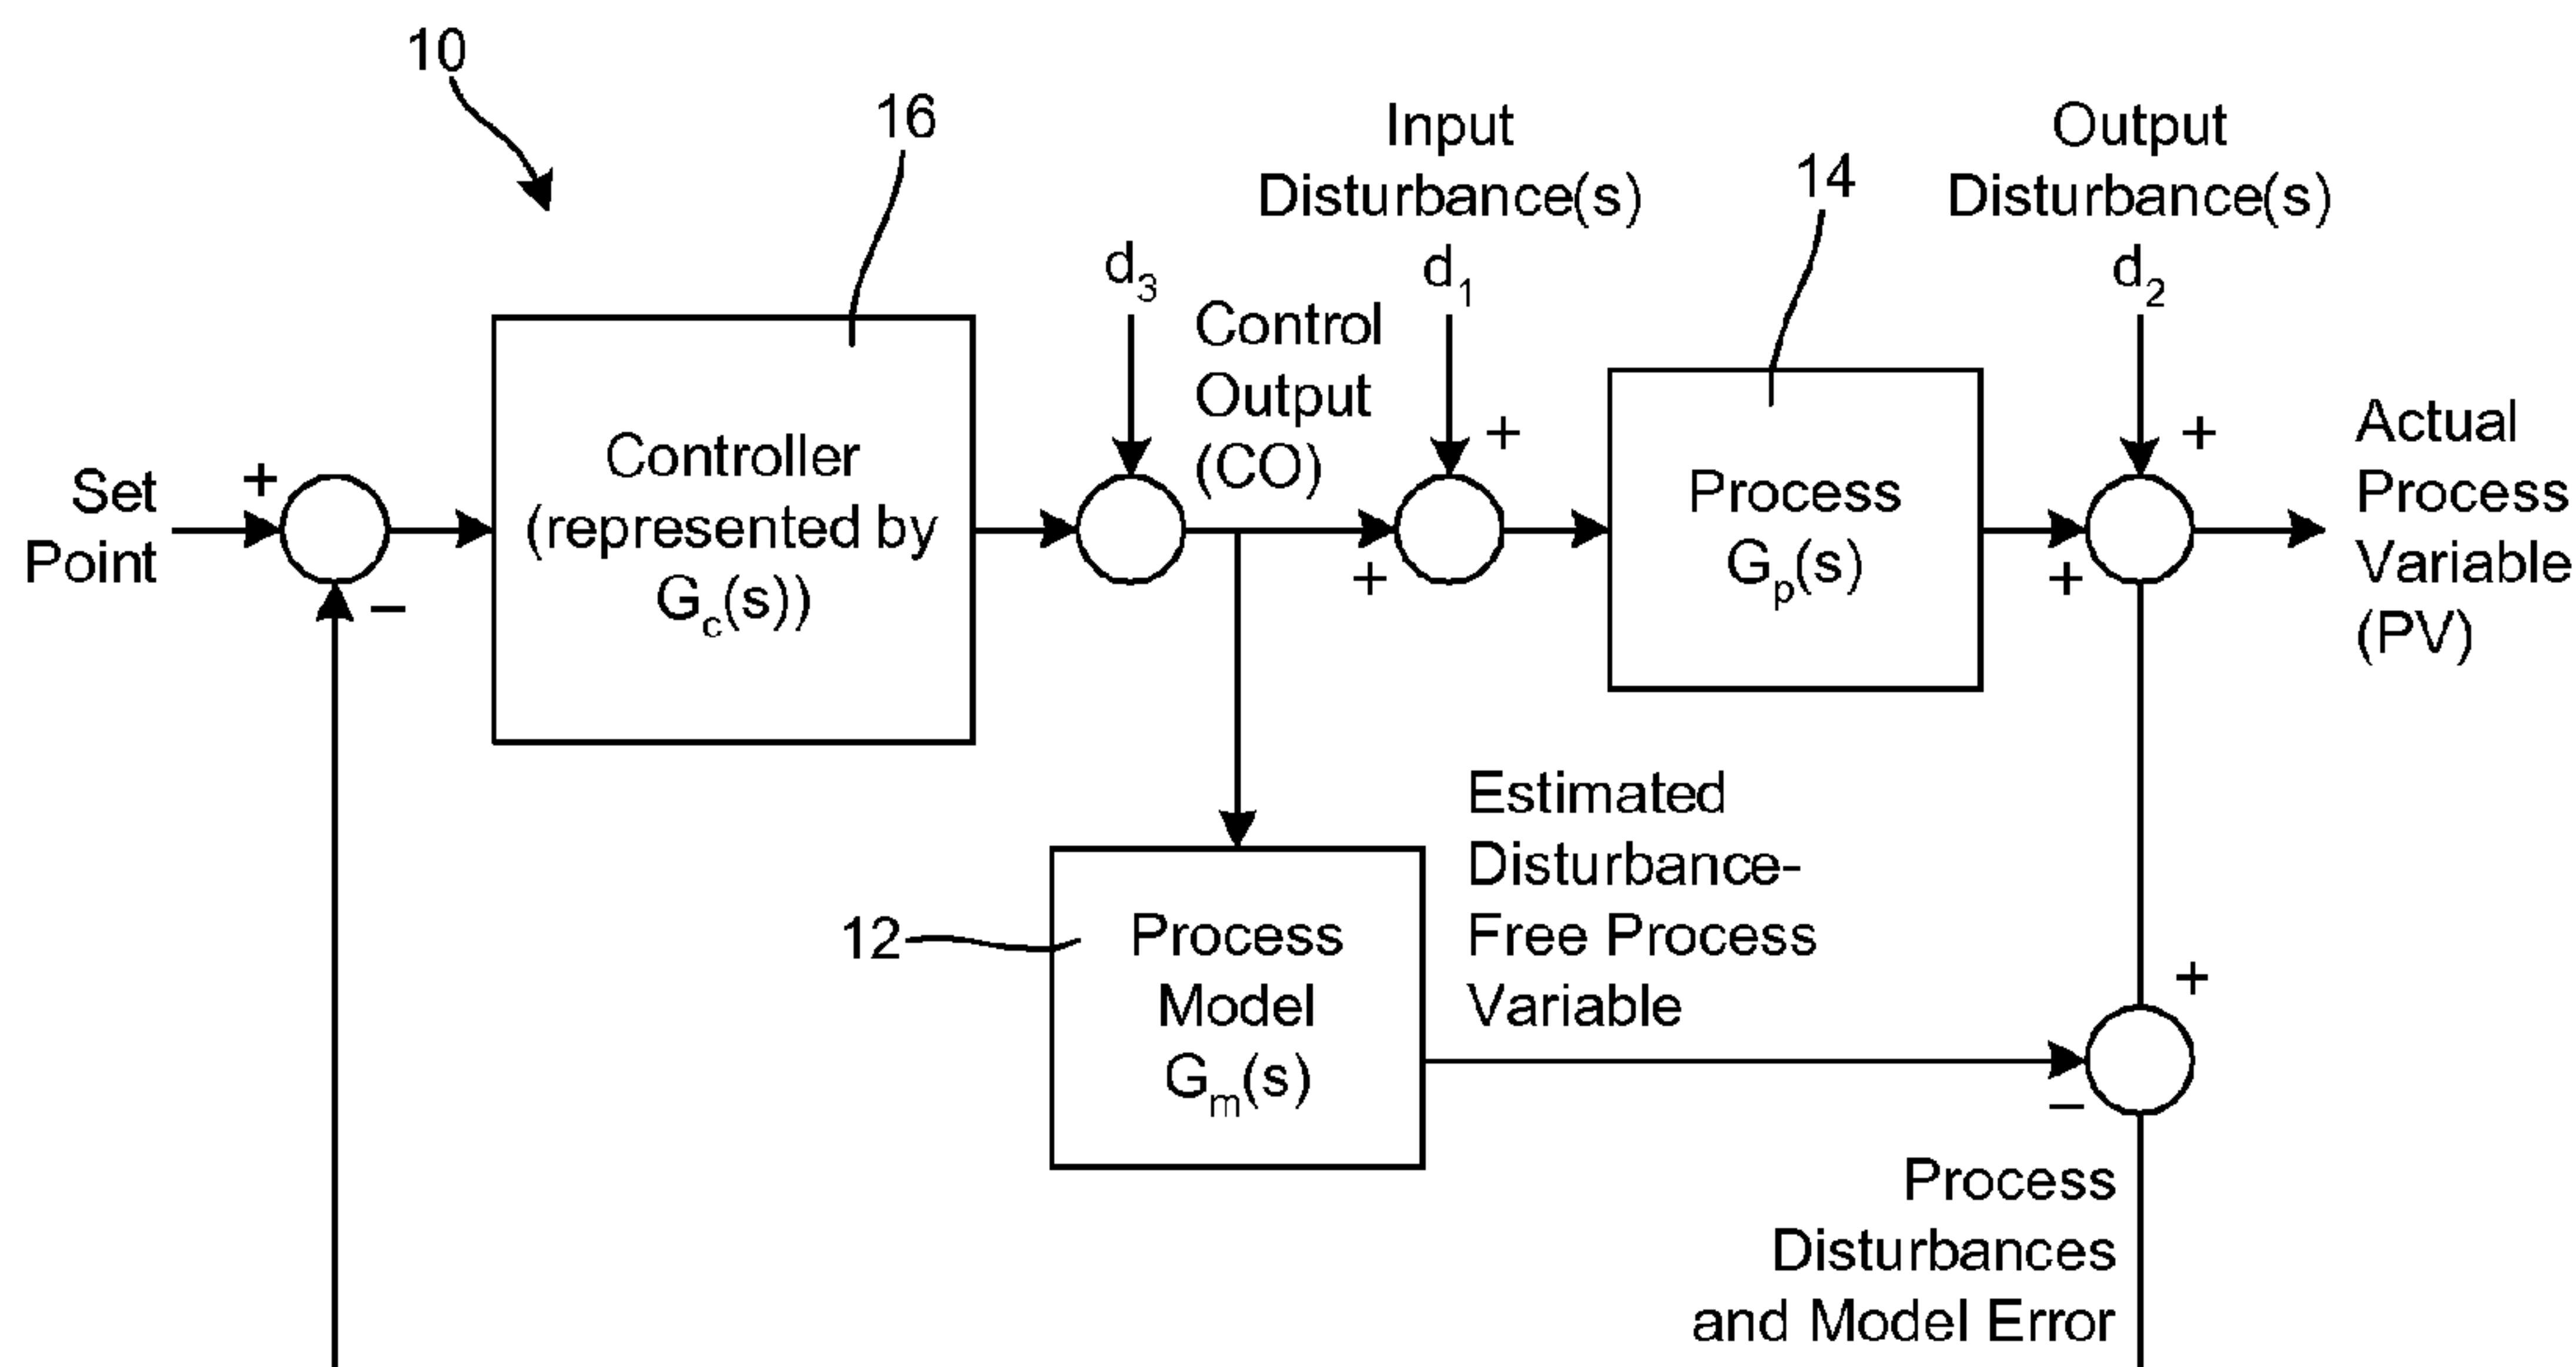 10
16
Input
Disturbance(s)
d₁
14
Output
Disturbance(s)
d₂
d₃
Control
Output
(CO)
+
+
Set
Point
+
−
Controller
(represented by
G꜀(s))
+
Process
Gₚ(s)
+
Actual
Process
Variable
(PV)
12
Process
Model
Gₘ(s)
Estimated
Disturbance-
Free Process
Variable
+
−
Process
Disturbances
and Model Error